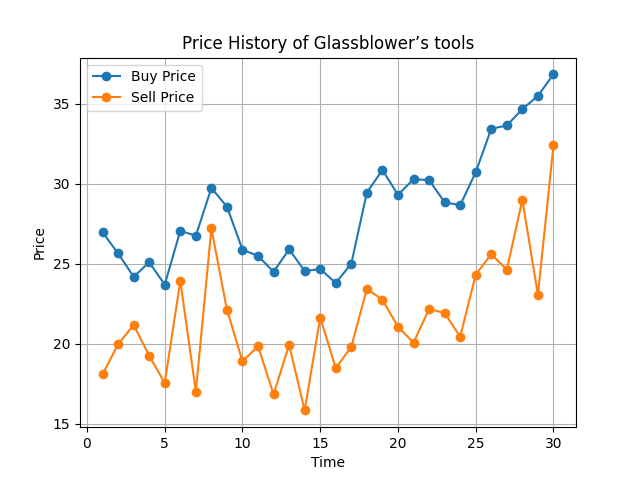 Price History of Glassblower’s tools
Buy Price
Sell Price
35
30
25
20
15
Price
0 5 10 15 20 25 30
Time